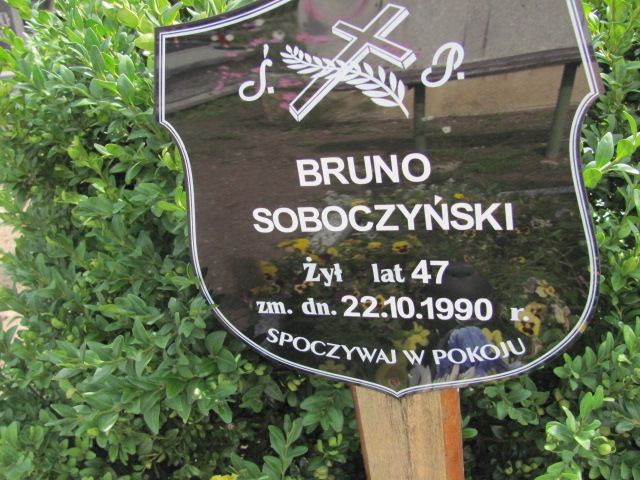 Ś. P.
BRUNO
SOBOCZYŃSKI
Żył lat 47
zm. dn. 22.10.1990 r.
SPOCZYWAJ W POKOJU